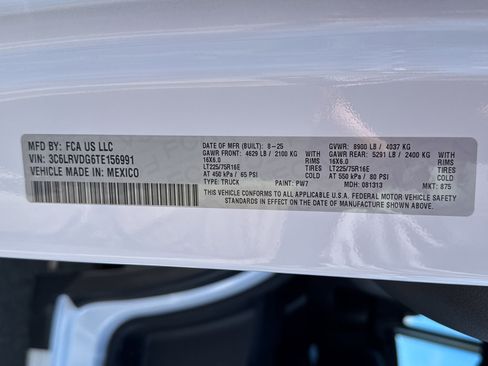 MFD BY: FCA US LLC
VIN: 3C6LRVDG6TE156991
VEHICLE MADE IN: MEXICO
DATE OF MFR (BUILT): 8-25
GAWR FRONT: 4629 LB / 2100 KG
16X6.0 RIMS
LT225/75R16E TIRES
AT 450 kPa / 65 PSI COLD
TYPE: TRUCK PAINT: PW7
GVWR: 8900 LB / 4037 KG
GAWR REAR: 5291 LB / 2400 KG
16X6.0 RIMS
LT225/75R16E TIRES
AT 550 kPa / 80 PSI COLD
MDH: 081313 MKT: 875
THIS VEHICLE CONFORMS TO ALL APPLICABLE U.S.A. FEDERAL MOTOR VEHICLE SAFETY
STANDARDS IN EFFECT ON THE DATE OF MANUFACTURE SHOWN ABOVE.